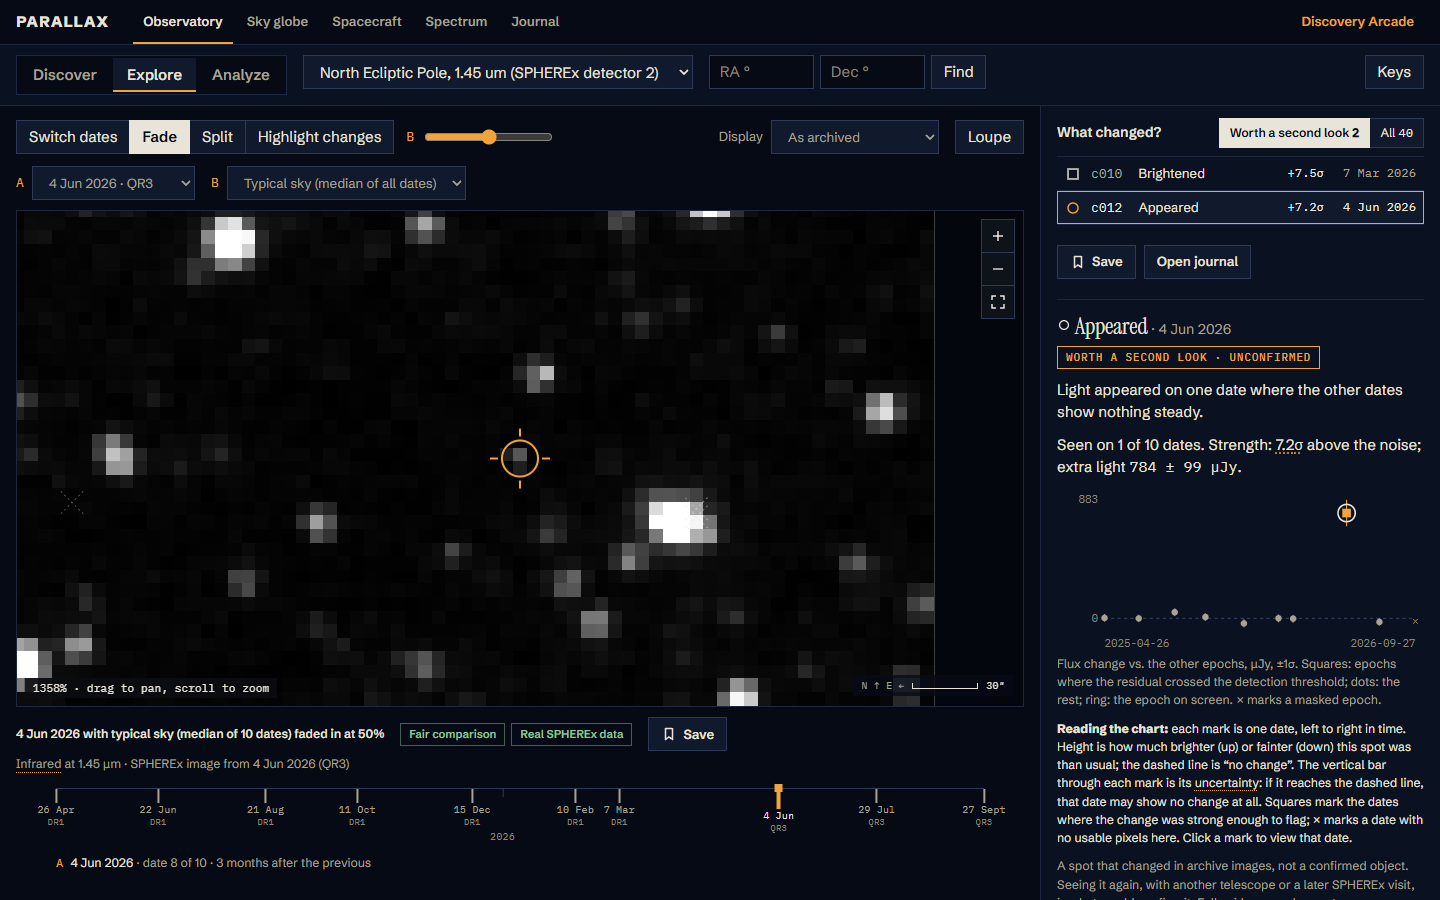 PARALLAX Observatory Sky globe Spacecraft Spectrum Journal Discovery Arcade
Discover Explore Analyze North Ecliptic Pole, 1.45 um (SPHEREx detector 2) RA ° Dec ° Find Keys
Switch dates Fade Split Highlight changes B Display As archived Loupe
A 4 Jun 2026 · QR3 B Typical sky (median of all dates)
1358% · drag to pan, scroll to zoom
N ↑ E ← 30"
4 Jun 2026 with typical sky (median of 10 dates) faded in at 50% Fair comparison Real SPHEREx data Save
Infrared at 1.45 µm · SPHEREx image from 4 Jun 2026 (QR3)
26 Apr 22 Jun 21 Aug 11 Oct 15 Dec 10 Feb 7 Mar 4 Jun 29 Jul 27 Sept
DR1 DR1 DR1 DR1 DR1 DR1 DR1 QR3 QR3 QR3
2026
A 4 Jun 2026 · date 8 of 10 · 3 months after the previous
What changed? Worth a second look 2 All 40
c010 Brightened +7.5σ 7 Mar 2026
c012 Appeared +7.2σ 4 Jun 2026
Save Open journal
Appeared · 4 Jun 2026
WORTH A SECOND LOOK · UNCONFIRMED
Light appeared on one date where the other dates
show nothing steady.
Seen on 1 of 10 dates. Strength: 7.2σ above the noise;
extra light 784 ± 99 µJy.
883
0
2025-04-26 2026-09-27
Flux change vs. the other epochs, µJy, ±1σ. Squares: epochs
where the residual crossed the detection threshold; dots: the
rest; ring: the epoch on screen. × marks a masked epoch.
Reading the chart: each mark is one date, left to right in time.
Height is how much brighter (up) or fainter (down) this spot was
than usual; the dashed line is “no change”. The vertical bar
through each mark is its uncertainty: if it reaches the dashed line,
that date may show no change at all. Squares mark the dates
where the change was strong enough to flag; × marks a date with
no usable pixels here. Click a mark to view that date.
A spot that changed in archive images, not a confirmed object.
Seeing it again, with another telescope or a later SPHEREx visit,